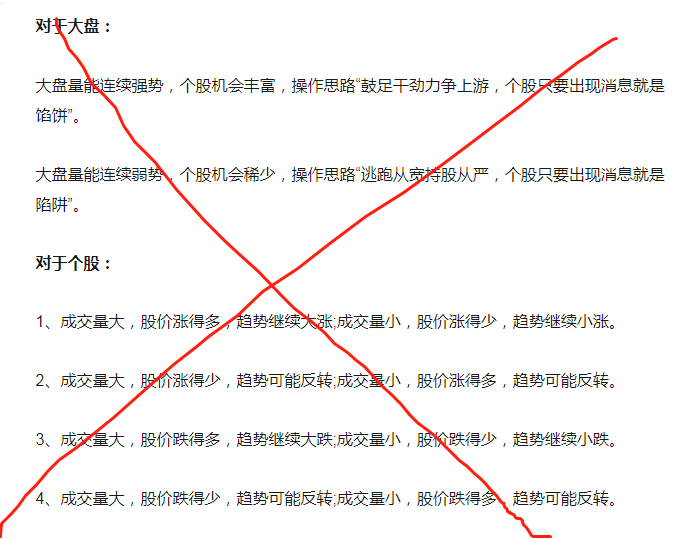 对于大盘：
大盘量能连续强势，个股机会丰富，操作思路“鼓足干劲力争上游，个股只要出现消息就是
馅饼”。
大盘量能连续弱势，个股机会稀少，操作思路“逃跑从宽持股从严，个股只要出现消息就是
陷阱”。
对于个股：
1、成交量大，股价涨得多，趋势继续大涨;成交量小，股价涨得少，趋势继续小涨。
2、成交量大，股价涨得少，趋势可能反转;成交量小，股价涨得多，趋势可能反转。
3、成交量大，股价跌得多，趋势继续大跌;成交量小，股价跌得少，趋势继续小跌。
4、成交量大，股价跌得少，趋势可能反转;成交量小，股价跌得多，趋势可能反转。